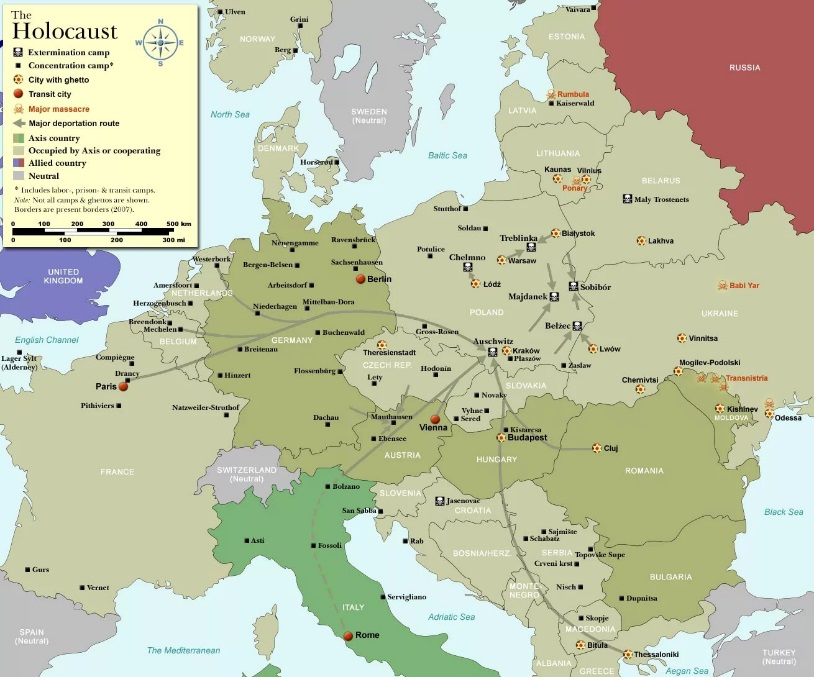 The
Holocaust
N
W E
S
Extermination camp
Concentration camp*
City with ghetto
Transit city
Major massacre
Major deportation route
Axis country
Occupied by Axis or cooperating
Allied country
Neutral
* Includes labor-, prison- & transit camps.
Note: Not all camps & ghettos are shown.
Borders are present borders (2007).
0 100 200 300 400 500 km
0 100 200 300 mi
Ulven
Grini
NORWAY
Berg
Vaivara
ESTONIA
RUSSIA
North Sea
SWEDEN
(Neutral)
Rumbula
Kaiserwald
LATVIA
DENMARK
Horserød
Baltic Sea
LITHUANIA
Kaunas
Vilnius
Ponary
BELARUS
Maly Trostenets
Stutthof
Soldau
Treblinka
Białystok
Lakhva
Neuengamme
Ravensbrück
Potulice
Chelmno
Warsaw
Westerbork
Bergen-Belsen
Sachsenhausen
Berlin
UNITED
KINGDOM
Amersfoort
NETHERLANDS
Arbeitsdorf
Łódź
Majdanek
Sobibór
Babi Yar
Herzogenbusch
Niederhagen
Mittelbau-Dora
POLAND
UKRAINE
Breendonk
Mechelen
Gross-Rosen
Bełżec
English Channel
BELGIUM
GERMANY
Buchenwald
Auschwitz
Vinnitsa
Lager Sylt
(Alderney)
Compiègne
Breitenau
Theresienstadt
Kraków
Płaszów
Lwów
Drancy
CZECH REP.
Zasław
Mogilev-Podolski
Paris
Hinzert
Flossenbürg
Lety
Hodonín
Chernivtsi
Transnistria
SLOVAKIA
Pithiviers
Natzweiler-Struthof
Novaky
Dachau
Mauthausen
Vyhne
Sered
Kishinev
MOLDOVA
Odessa
Vienna
Ebensee
Kistarcsa
Budapest
Cluj
AUSTRIA
HUNGARY
FRANCE
SWITZERLAND
(Neutral)
ROMANIA
Bolzano
SLOVENIA
Jasenovac
CROATIA
San Sabba
Black Sea
Asti
Fossoli
Rab
BOSNIA/HERZ.
Sajmište
Schabatz
SERBIA
Topovske Supe
Crveni krst
Gurs
Vernet
BULGARIA
MONTE-
NEGRO
Nisch
Servigliano
Dupnitsa
ITALY
Adriatic Sea
Skopje
MACEDONIA
SPAIN
(Neutral)
Rome
The Mediterranean
Bitula
Thessaloniki
TURKEY
(Neutral)
ALBANIA
GREECE
Aegan Sea